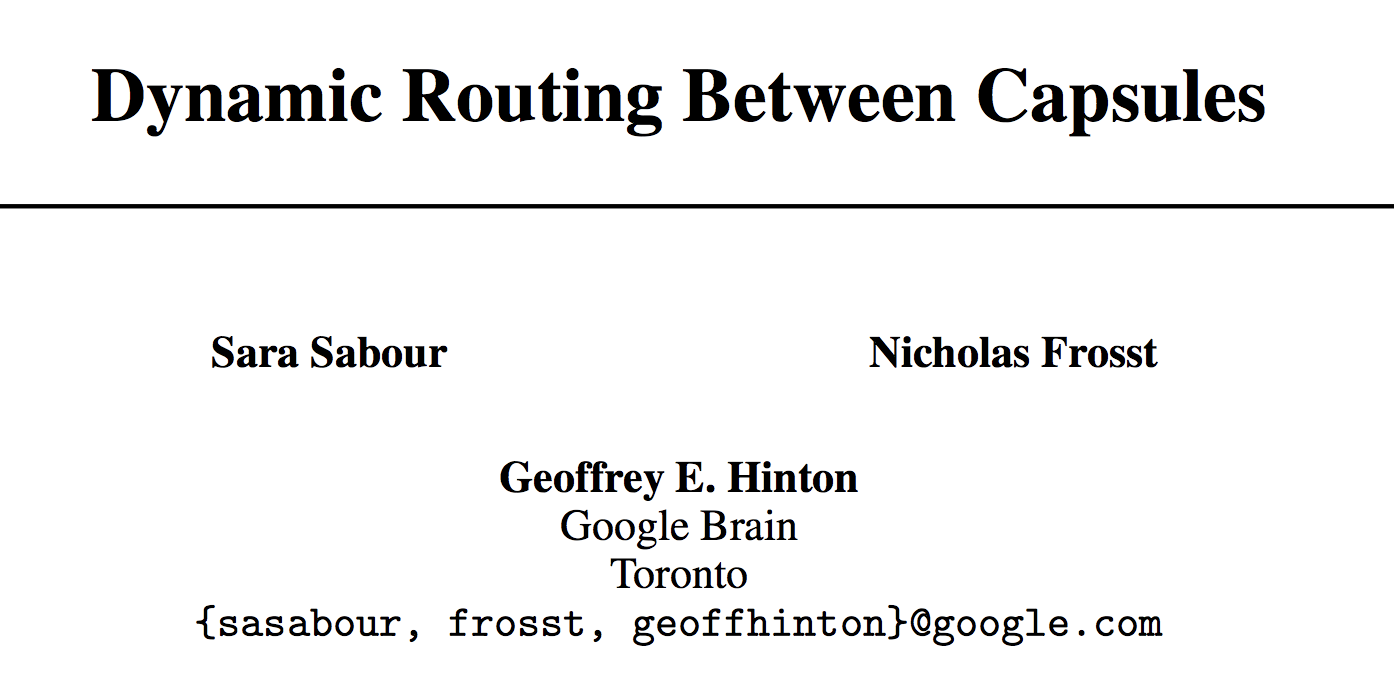 Dynamic Routing Between Capsules
Sara Sabour Nicholas Frosst
Geoffrey E. Hinton
Google Brain
Toronto
{sasabour, frosst, geoffhinton}@google.com